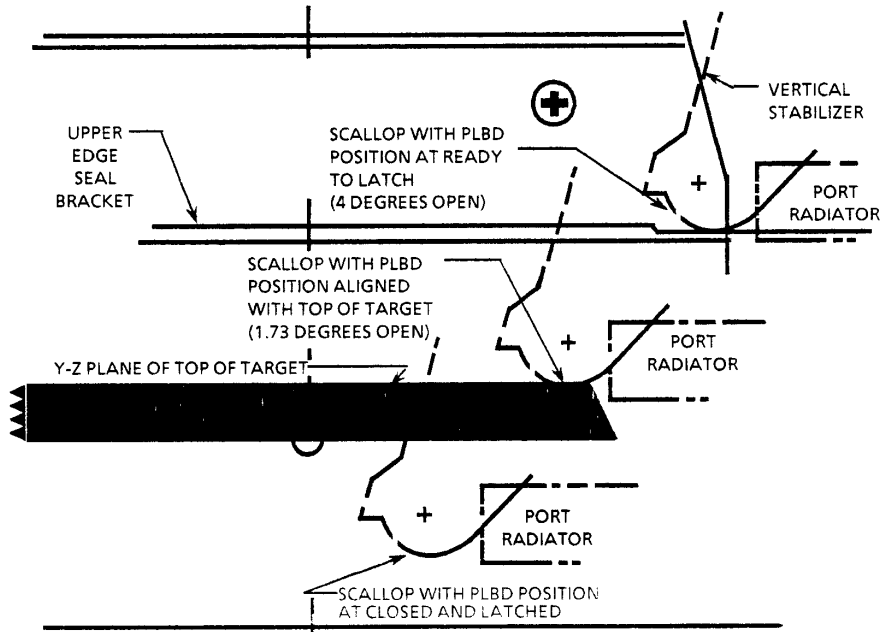 VERTICAL
STABILIZER
UPPER
EDGE
SEAL
BRACKET
SCALLOP WITH PLBD
POSITION AT READY
TO LATCH
(4 DEGREES OPEN)
PORT
RADIATOR
SCALLOP WITH PLBD
POSITION ALIGNED
WITH TOP OF TARGET
(1.73 DEGREES OPEN)
PORT
RADIATOR
Y-Z PLANE OF TOP OF TARGET
PORT
RADIATOR
SCALLOP WITH PLBD POSITION
AT CLOSED AND LATCHED